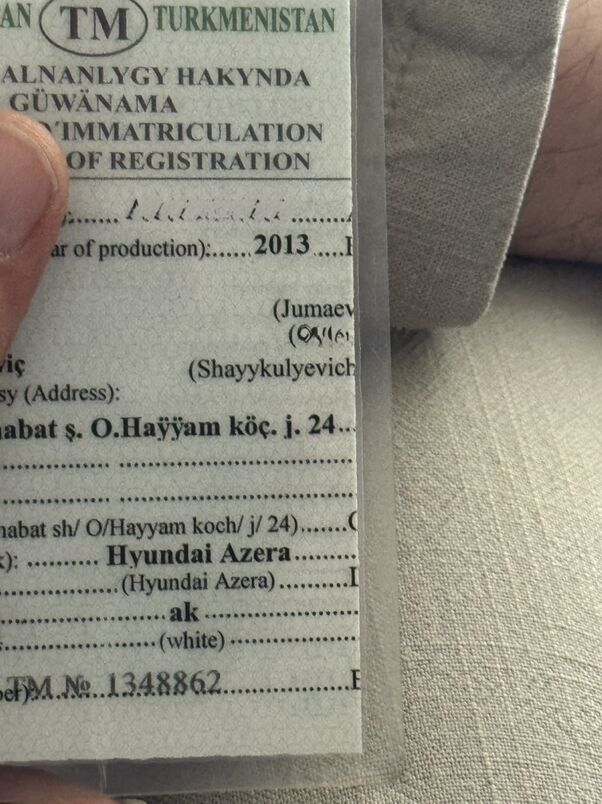 AN TM TURKMENISTAN
ALNANLYGY HAKYNDA
GÜWÄNAMA
D'IMMATRICULATION
OF REGISTRATION
ar of production):......2013....
(Jumaev
viç (Shayykulyevich
sy (Address):
abat ş. O.Haÿÿam köç. j. 24...
abat sh/ O/Hayyam koch/ j/ 24).......
): .......... Hyundai Azera...........
(Hyundai Azera)............
ak
(white)
TM № 1348862